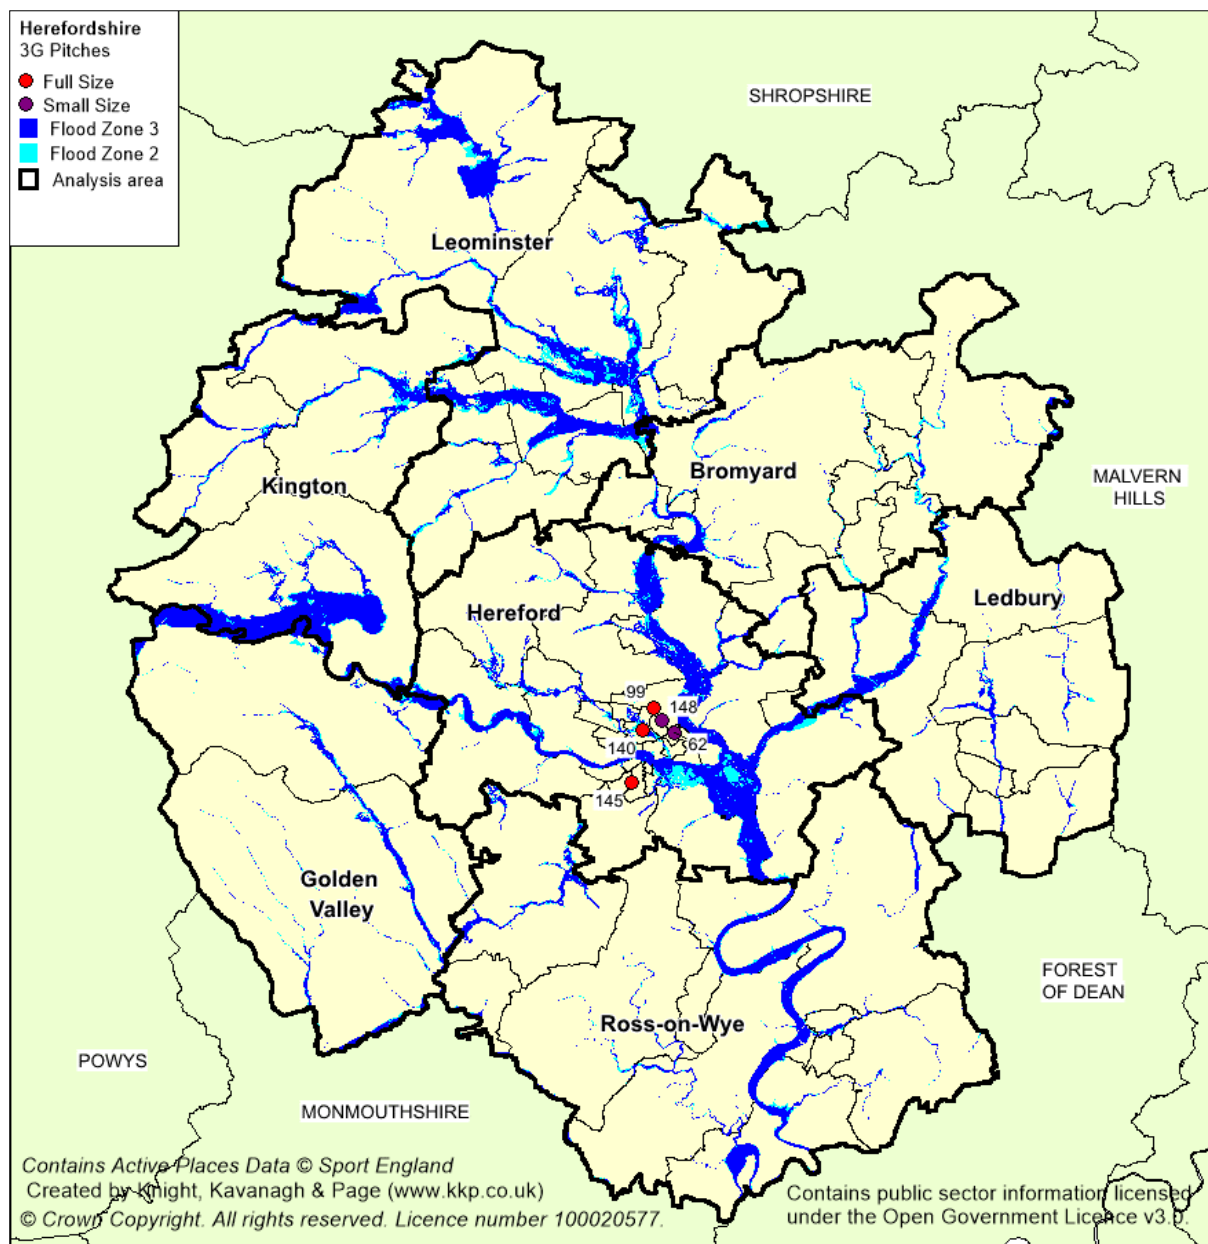 Herefordshire
3G Pitches
Full Size
Small Size
Flood Zone 3
Flood Zone 2
Analysis area
SHROPSHIRE
Leominster
Bromyard
MALVERN
HILLS
Kington
Ledbury
Hereford
99
148
140
62
145
Golden
Valley
FOREST
OF DEAN
Ross-on-Wye
POWYS
MONMOUTHSHIRE
Contains Active Places Data © Sport England
Created by Knight, Kavanagh & Page (www.kkp.co.uk)
© Crown Copyright. All rights reserved. Licence number 100020577.
Contains public sector information licensed
under the Open Government Licence v3.0.